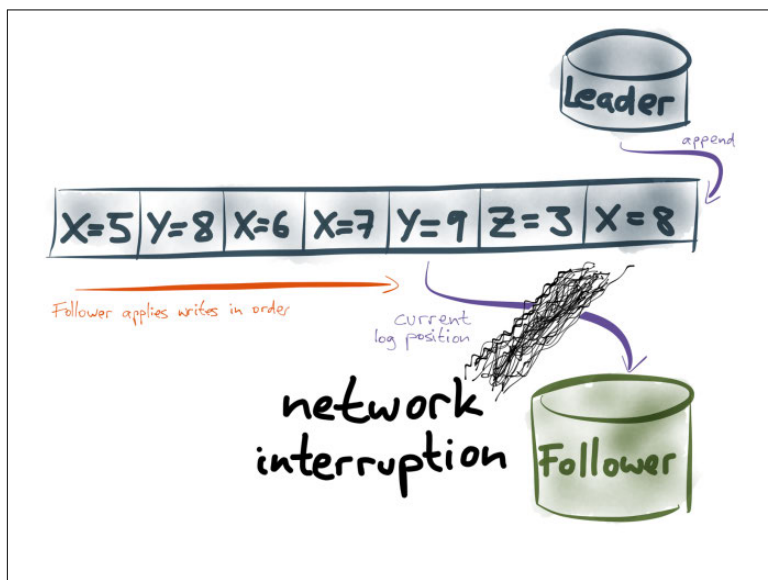 Leader
append
X=5 Y=8 X=6 X=7 Y=9 Z=3 X=8
Follower applies writes in order
current
log position
network
interruption
Follower